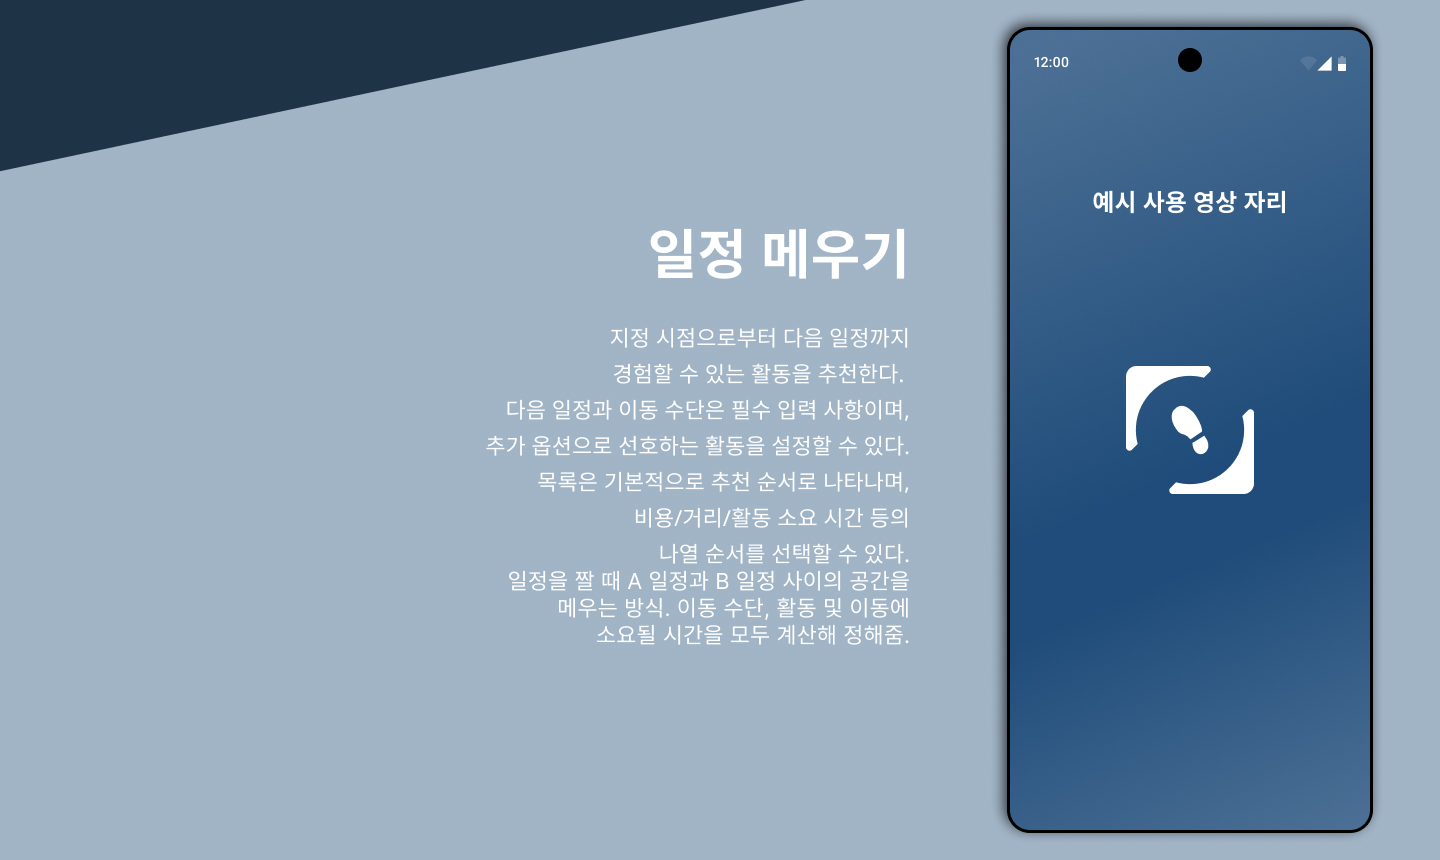 12:00
예시 사용 영상 자리
일정 메우기
지정 시점으로부터 다음 일정까지
경험할 수 있는 활동을 추천한다.
다음 일정과 이동 수단은 필수 입력 사항이며,
추가 옵션으로 선호하는 활동을 설정할 수 있다.
목록은 기본적으로 추천 순서로 나타나며,
비용/거리/활동 소요 시간 등의
나열 순서를 선택할 수 있다.
일정을 짤 때 A 일정과 B 일정 사이의 공간을
메우는 방식. 이동 수단, 활동 및 이동에
소요될 시간을 모두 계산해 정해줌.